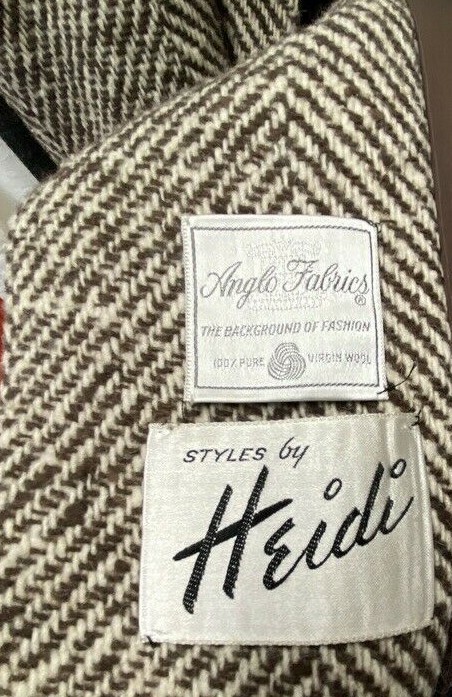 Anglo Fabrics
®
THE BACKGROUND OF FASHION
100% PURE VIRGIN WOOL
STYLES by
Heidi